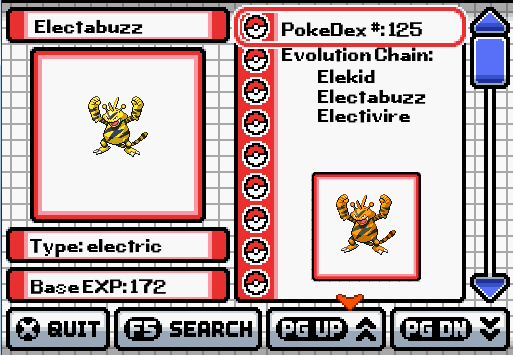 Electabuzz
PokeDex #:125
Evolution Chain:
Elekid
Electabuzz
Electivire
Type: electric
Base EXP:172
X QUIT
F5 SEARCH
PG UP
PG DN